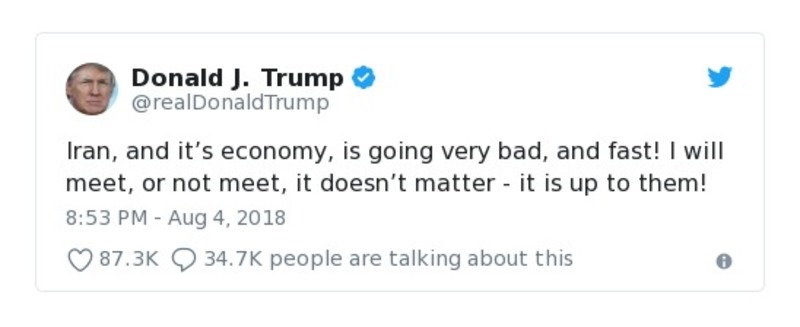 Donald J. Trump
@realDonaldTrump
Iran, and it’s economy, is going very bad, and fast! I will
meet, or not meet, it doesn’t matter - it is up to them!
8:53 PM - Aug 4, 2018
87.3K 34.7K people are talking about this